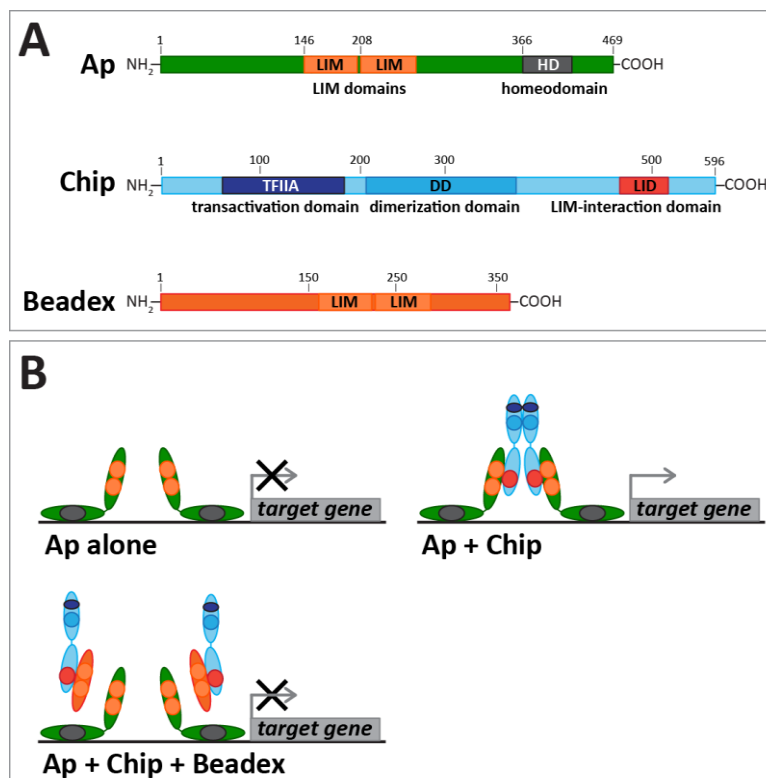 A
1 146 208 366 469
Ap NH2 LIM LIM HD COOH
LIM domains homeodomain
1 100 200 300 500 596
Chip NH2 TFIIA DD LID COOH
transactivation domain dimerization domain LIM-interaction domain
1 150 250 350
Beadex NH2 LIM LIM COOH
B
target gene target gene
Ap alone Ap + Chip
target gene
Ap + Chip + Beadex